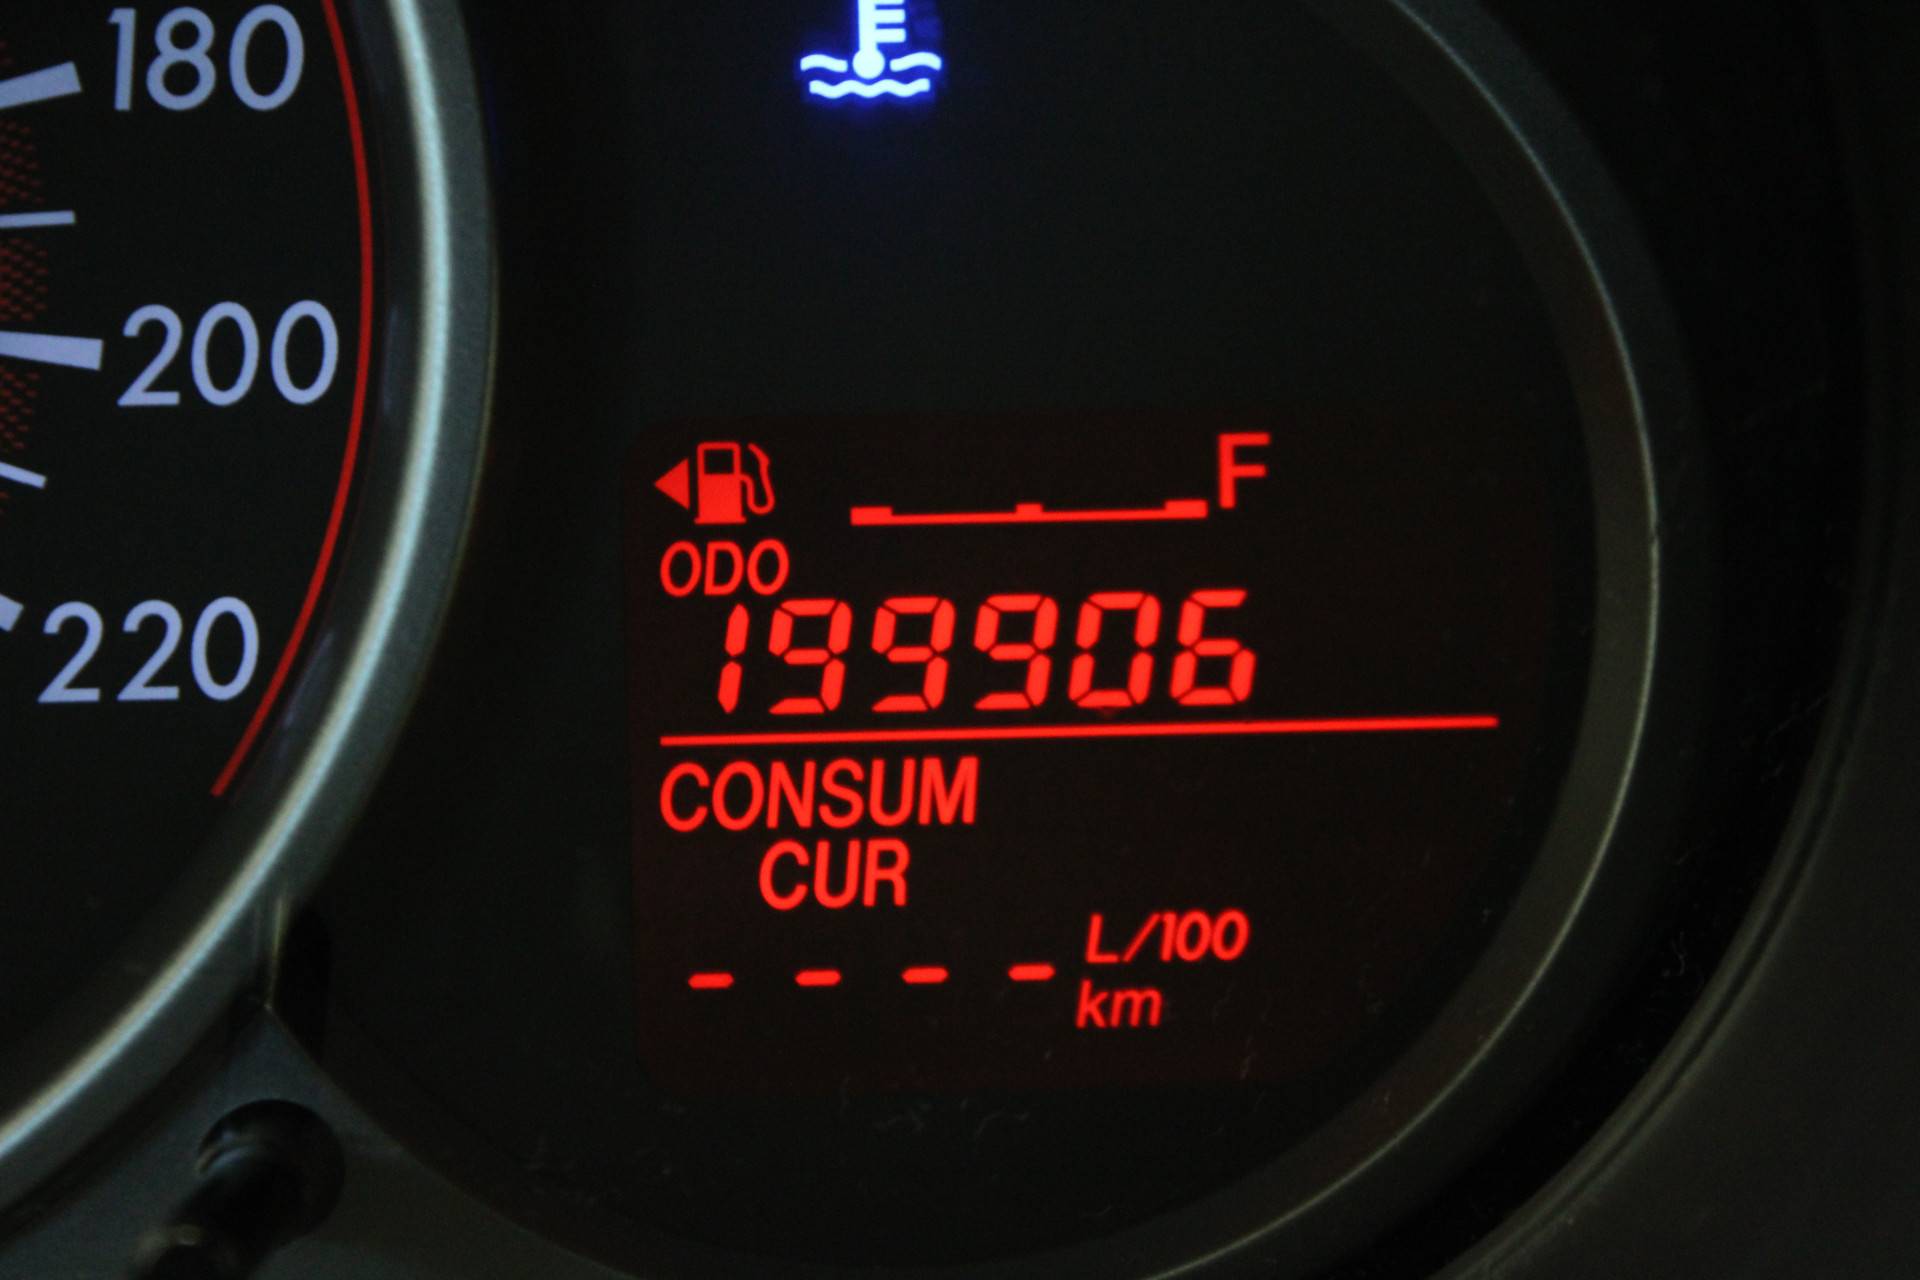 180
200
220
F
ODO
199906
CONSUM
CUR
- - - - L/100
km